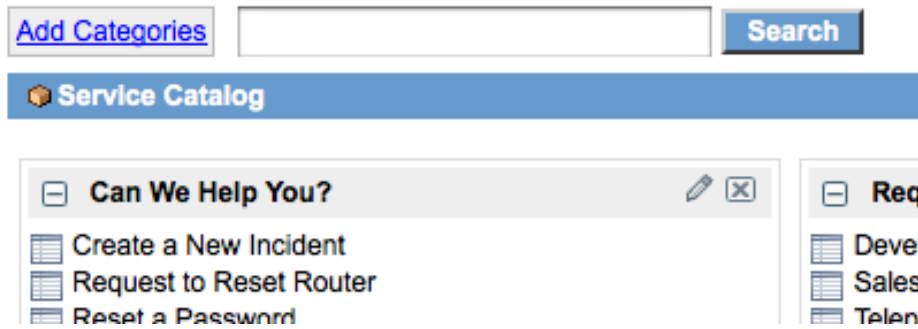 Add Categories Search
Service Catalog
Can We Help You?
Create a New Incident
Request to Reset Router
Reset a Password